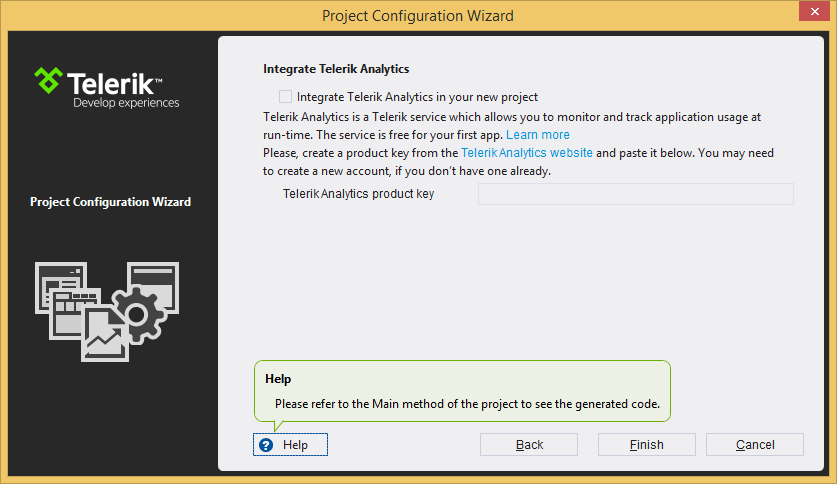 Project Configuration Wizard
Telerik™
Develop experiences
Project Configuration Wizard
Integrate Telerik Analytics
Integrate Telerik Analytics in your new project
Telerik Analytics is a Telerik service which allows you to monitor and track application usage at
run-time. The service is free for your first app. Learn more
Please, create a product key from the Telerik Analytics website and paste it below. You may need
to create a new account, if you don't have one already.
Telerik Analytics product key
Help
Please refer to the Main method of the project to see the generated code.
? Help
Back
Finish
Cancel